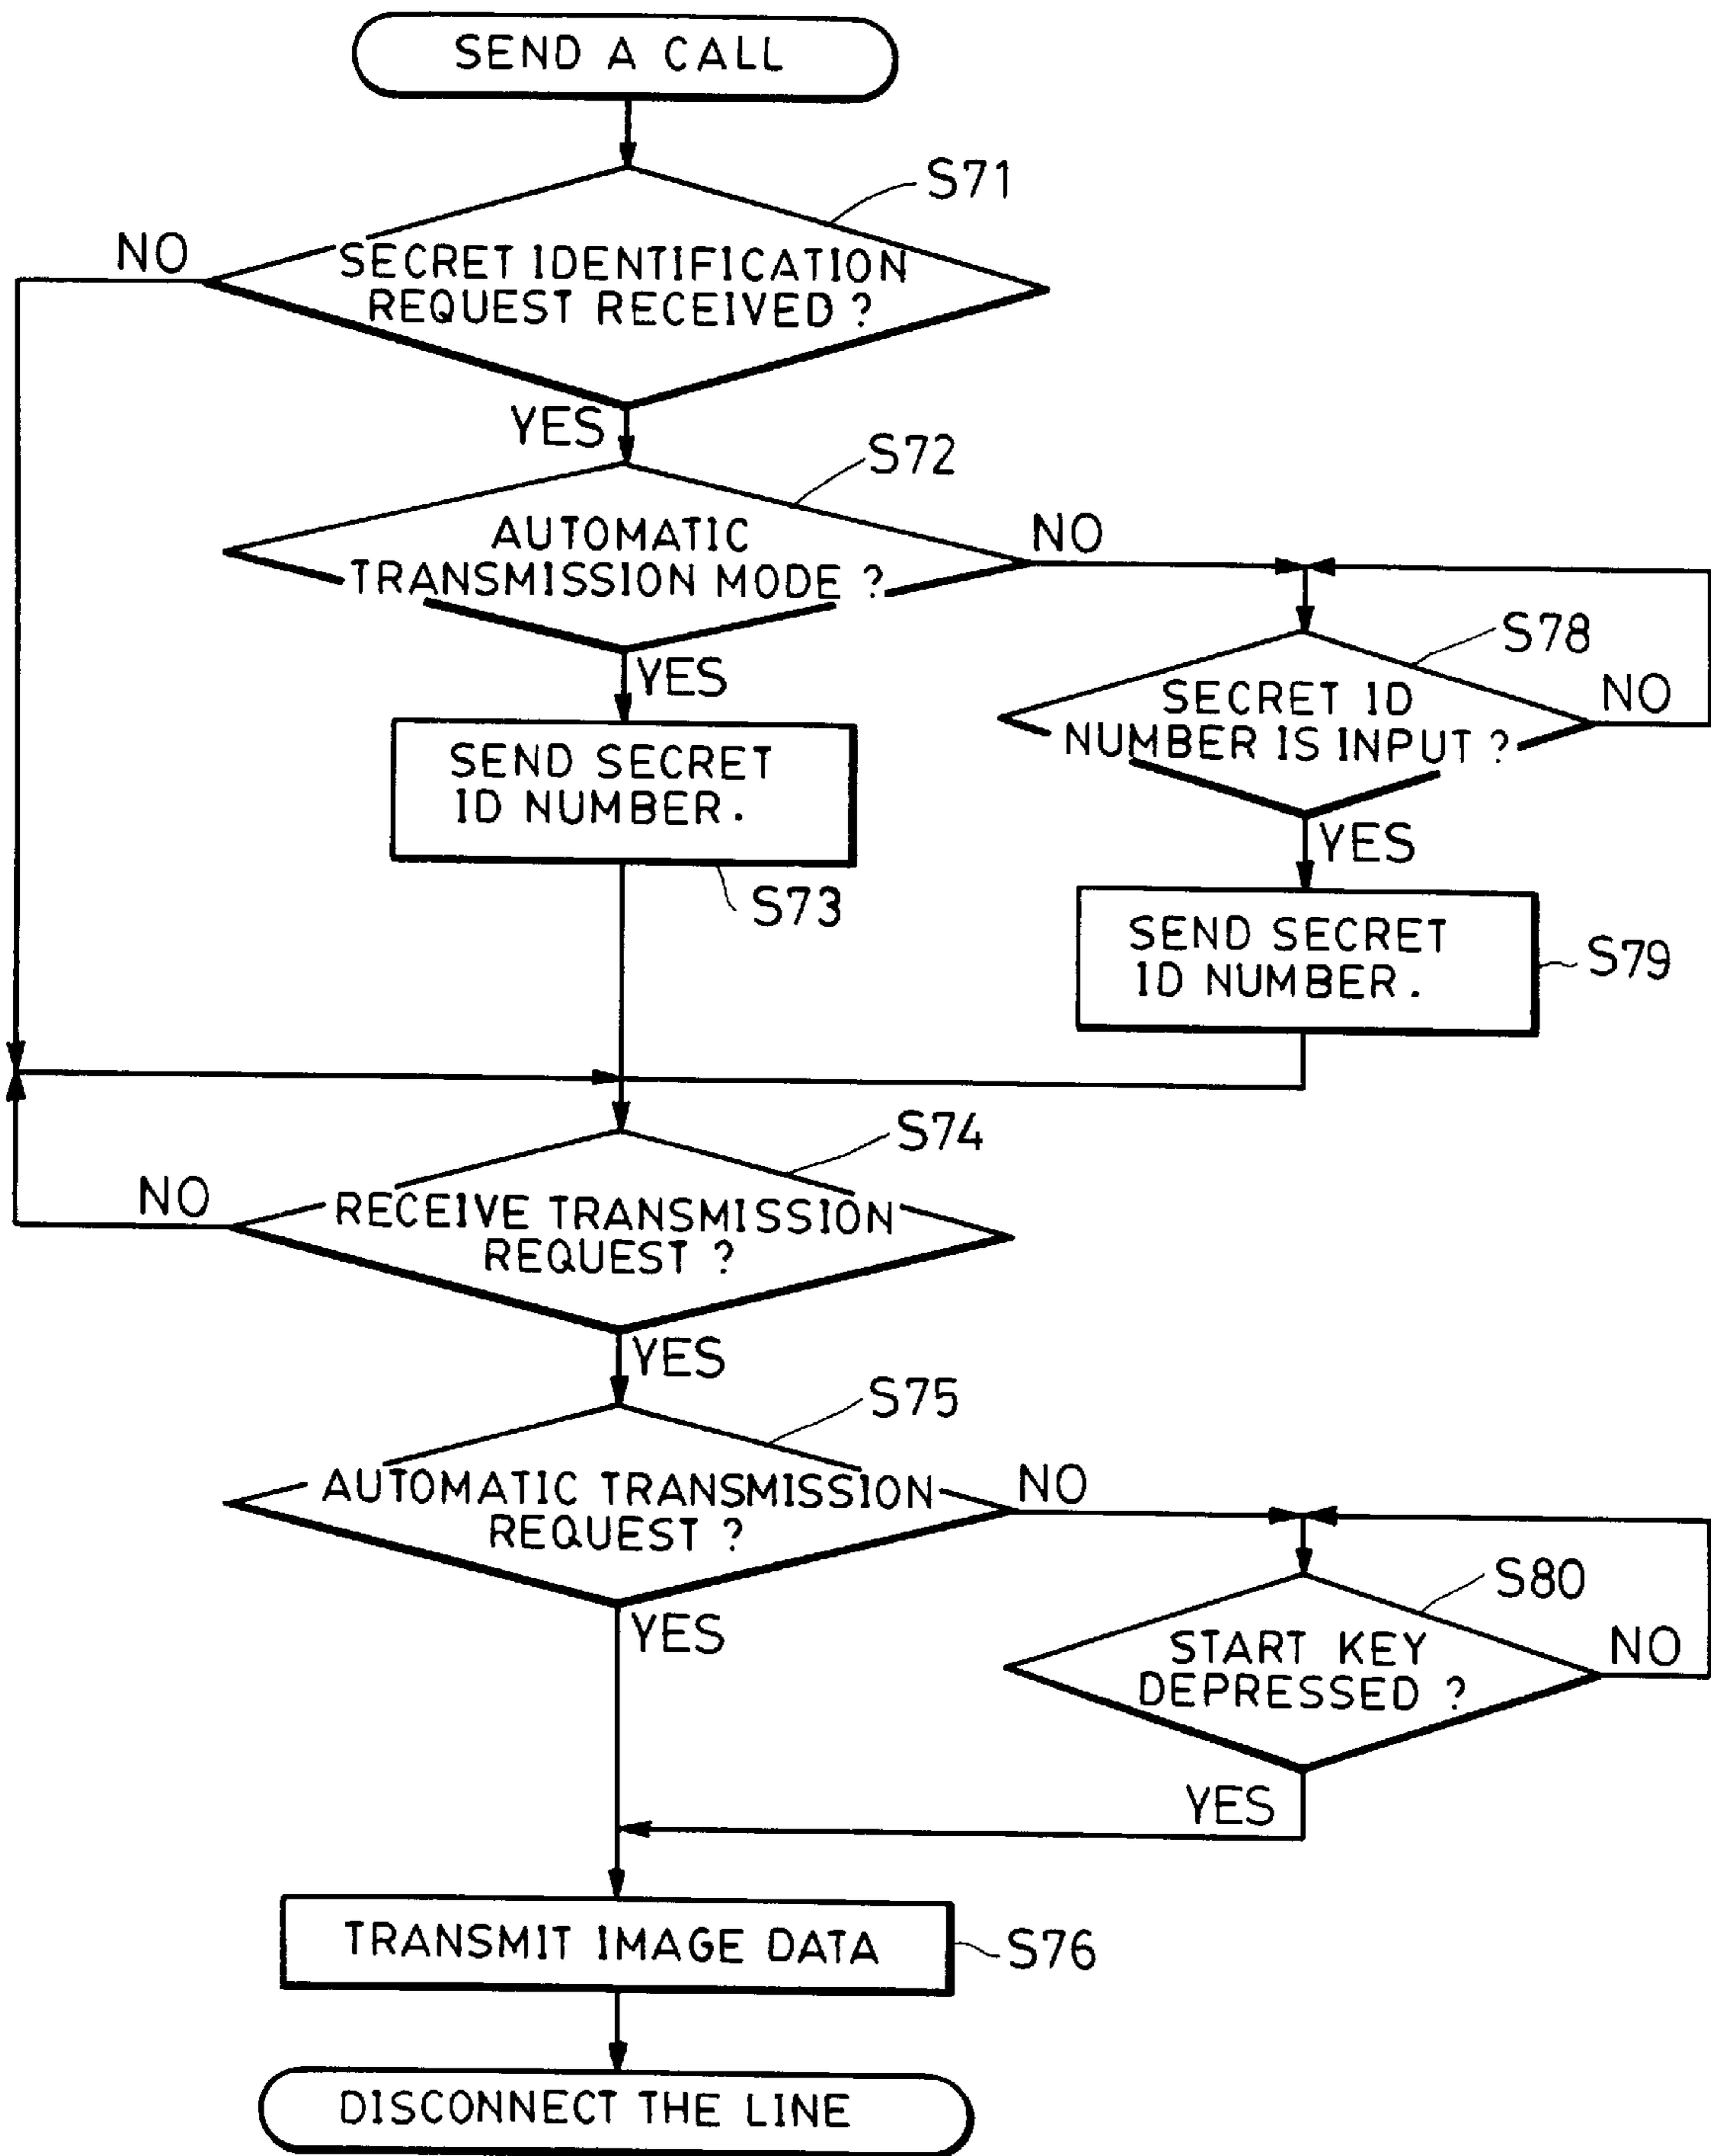 SEND A CALL
S71
NO
SECRET IDENTIFICATION
REQUEST RECEIVED ?
YES
S72
AUTOMATIC
TRANSMISSION MODE ?
NO
S78
YES
SECRET ID
NUMBER IS INPUT ?
NO
SEND SECRET
ID NUMBER.
YES
S73
SEND SECRET
ID NUMBER.
S79
S74
NO
RECEIVE TRANSMISSION
REQUEST ?
YES
S75
AUTOMATIC TRANSMISSION
REQUEST ?
NO
S80
YES
START KEY
DEPRESSED ?
NO
YES
TRANSMIT IMAGE DATA
S76
DISCONNECT THE LINE